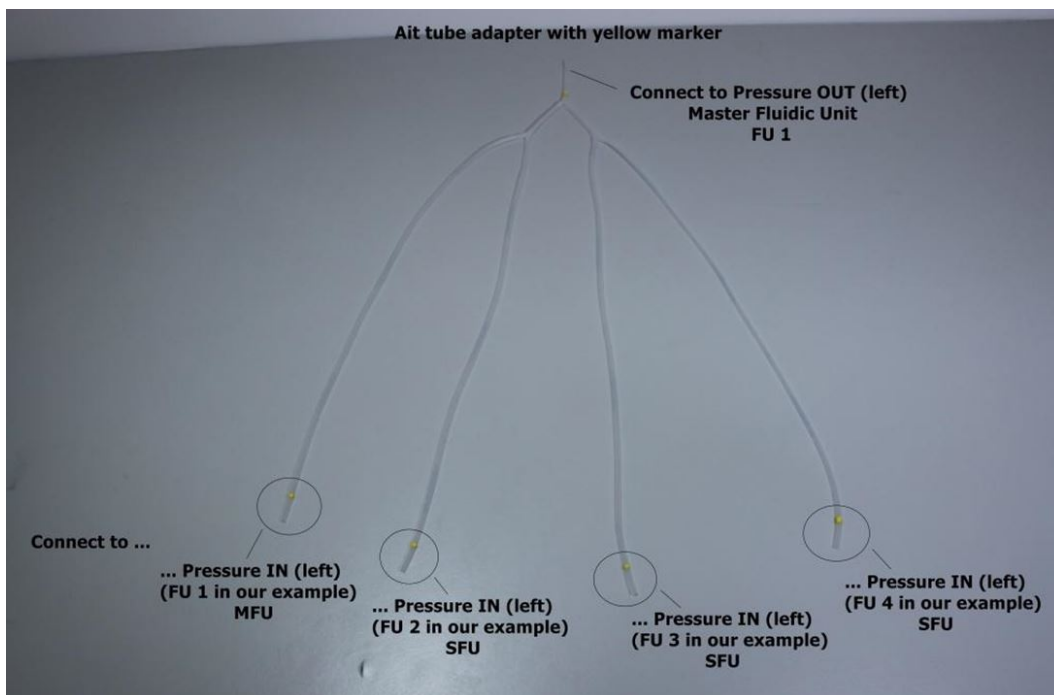 Ait tube adapter with yellow marker
Connect to Pressure OUT (left)
Master Fluidic Unit
FU 1
Connect to ...
... Pressure IN (left)
(FU 1 in our example)
MFU
... Pressure IN (left)
(FU 2 in our example)
SFU
... Pressure IN (left)
(FU 3 in our example)
SFU
... Pressure IN (left)
(FU 4 in our example)
SFU